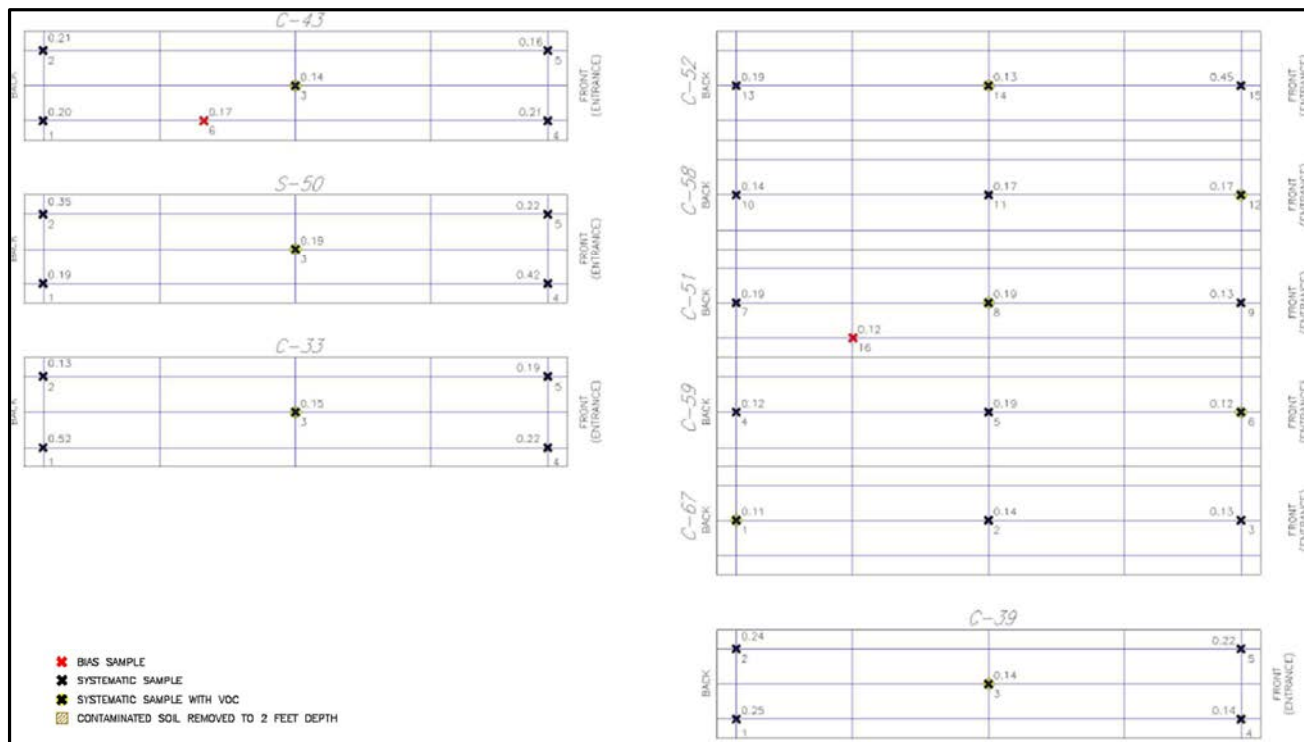 C-43
0.21
2
0.16
5
0.14
3
0.20
1
0.17
6
0.21
4
BACK
FRONT
(ENTRANCE)
S-50
0.35
2
0.22
5
0.19
3
0.19
1
0.42
4
BACK
FRONT
(ENTRANCE)
C-33
0.13
2
0.19
5
0.15
3
0.52
1
0.22
4
BACK
FRONT
(ENTRANCE)
C-52
BACK
0.19
13
0.13
14
0.45
15
FRONT
(ENTRANCE)
C-58
BACK
0.14
10
0.17
11
0.17
12
FRONT
(ENTRANCE)
C-51
BACK
0.19
7
0.19
8
0.13
9
0.12
16
FRONT
(ENTRANCE)
C-59
BACK
0.12
4
0.19
5
0.12
6
FRONT
(ENTRANCE)
C-67
BACK
0.11
1
0.14
2
0.13
3
FRONT
(ENTRANCE)
C-39
0.24
2
0.22
5
0.14
3
0.25
1
0.14
4
BACK
FRONT
(ENTRANCE)
BIAS SAMPLE
SYSTEMATIC SAMPLE
SYSTEMATIC SAMPLE WITH VOC
CONTAMINATED SOIL REMOVED TO 2 FEET DEPTH